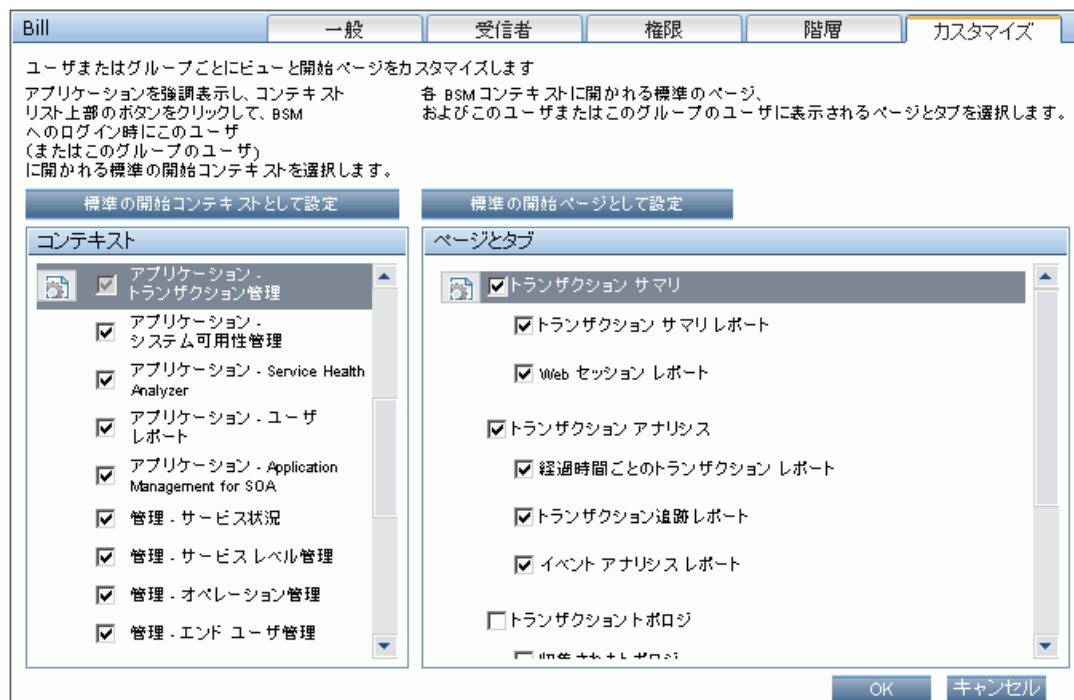 Bill
一般
受信者
権限
階層
カスタマイズ
ユーザまたはグループごとにビューと開始ページをカスタマイズします
アプリケーションを強調表示し、コンテキスト
リスト上部のボタンをクリックして、BSM
へのログイン時にこのユーザ
(またはこのグループのユーザ)
に開かれる標準の開始コンテキストを選択します。
各 BSM コンテキストに開かれる標準のページ、
およびこのユーザまたはこのグループのユーザに表示されるページとタブを選択します。
標準の開始コンテキストとして設定
標準の開始ページとして設定
コンテキスト
アプリケーション -
トランザクション管理
アプリケーション -
システム可用性管理
アプリケーション - Service Health
Analyzer
アプリケーション - ユーザ
レポート
アプリケーション - Application
Management for SOA
管理 - サービス状況
管理 - サービス レベル管理
管理 - オペレーション管理
管理 - エンド ユーザ管理
ページとタブ
トランザクション サマリ
トランザクション サマリ レポート
Web セッション レポート
トランザクション アナリシス
経過時間ごとのトランザクション レポート
トランザクション追跡レポート
イベント アナリシス レポート
トランザクション トポロジ
OK
キャンセル